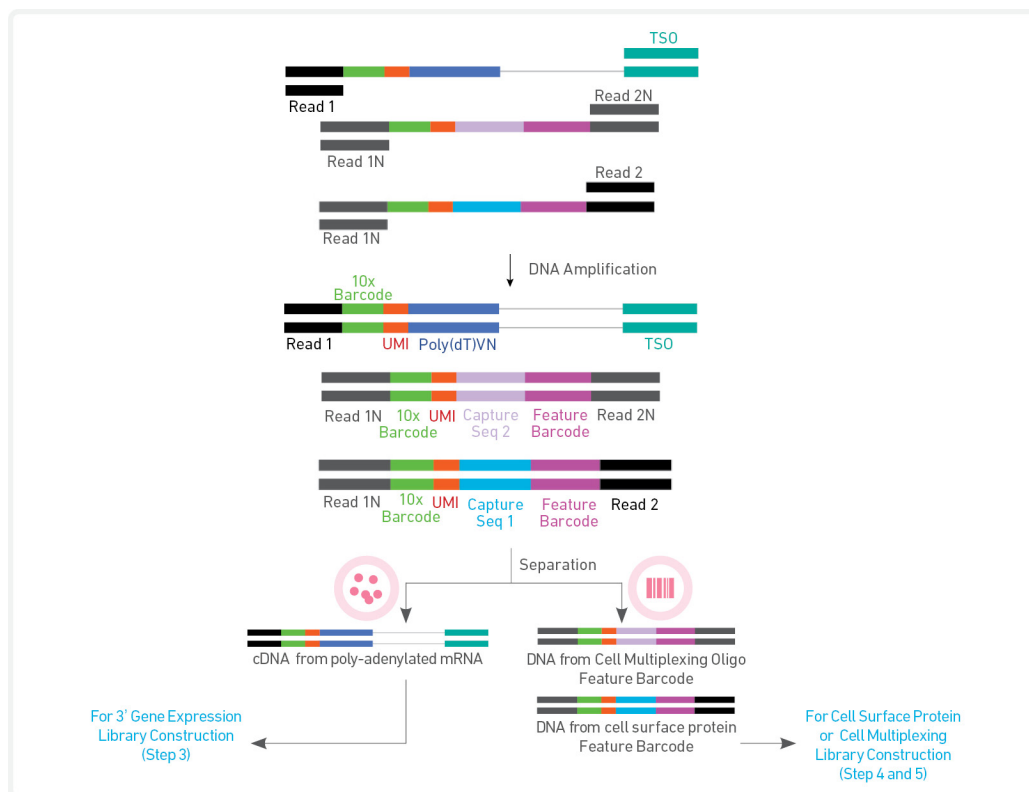 TSO
Read 1
Read 2N
Read 1N
Read 2
Read 1N
DNA Amplification
10x
Barcode
Read 1
UMI
Poly(dT)VN
TSO
Read 1N
10x
Barcode
UMI
Capture
Seq 2
Feature
Barcode
Read 2N
Read 1N
10x
Barcode
UMI
Capture
Seq 1
Feature
Barcode
Read 2
Separation
cDNA from poly-adenylated mRNA
DNA from Cell Multiplexing Oligo
Feature Barcode
DNA from cell surface protein
Feature Barcode
For 3’ Gene Expression
Library Construction
(Step 3)
For Cell Surface Protein
or Cell Multiplexing
Library Construction
(Step 4 and 5)